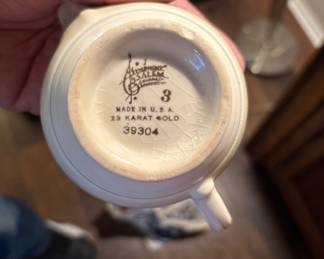 SALEM
3
MADE IN U.S.A.
23 KARAT GOLD
39304